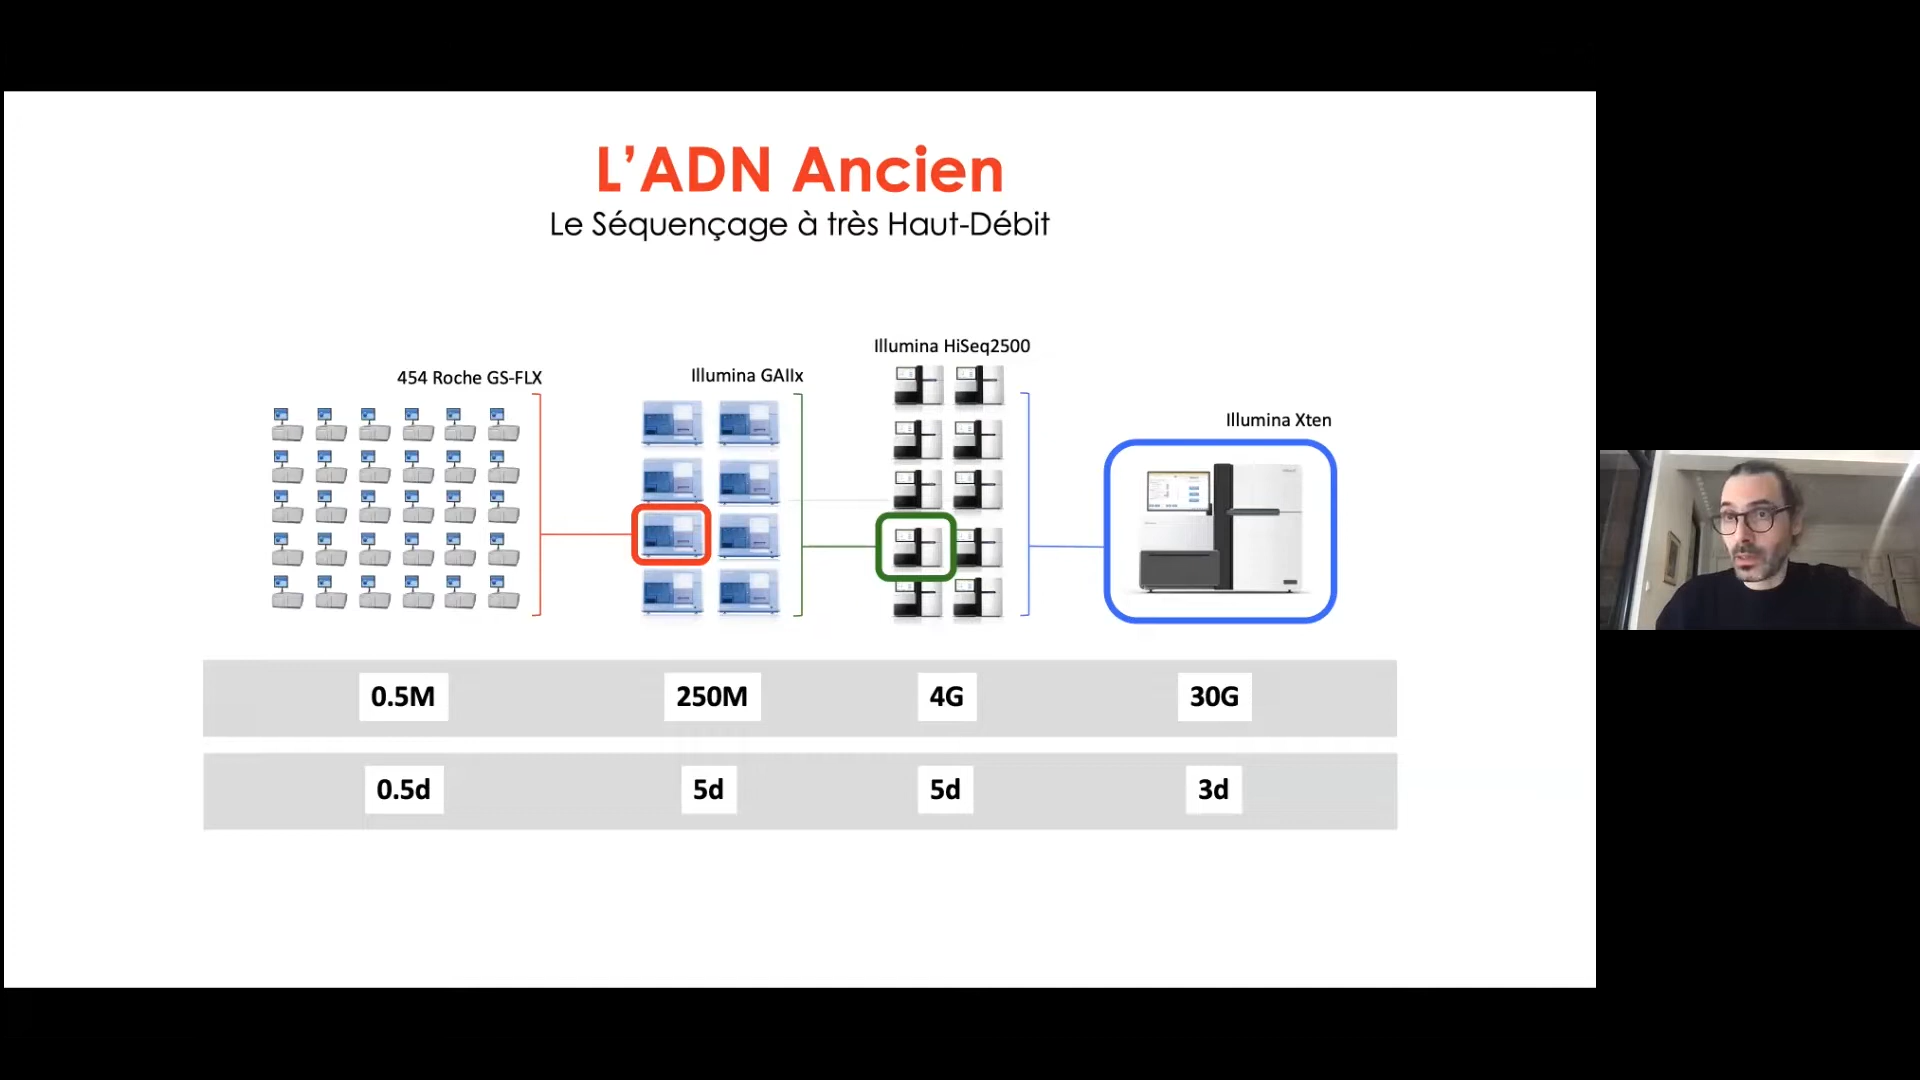 L’ADN Ancien
Le Séquençage à très Haut-Débit
454 Roche GS-FLX
Illumina GAIIx
Illumina HiSeq2500
Illumina Xten
0.5M 250M 4G 30G
0.5d 5d 5d 3d